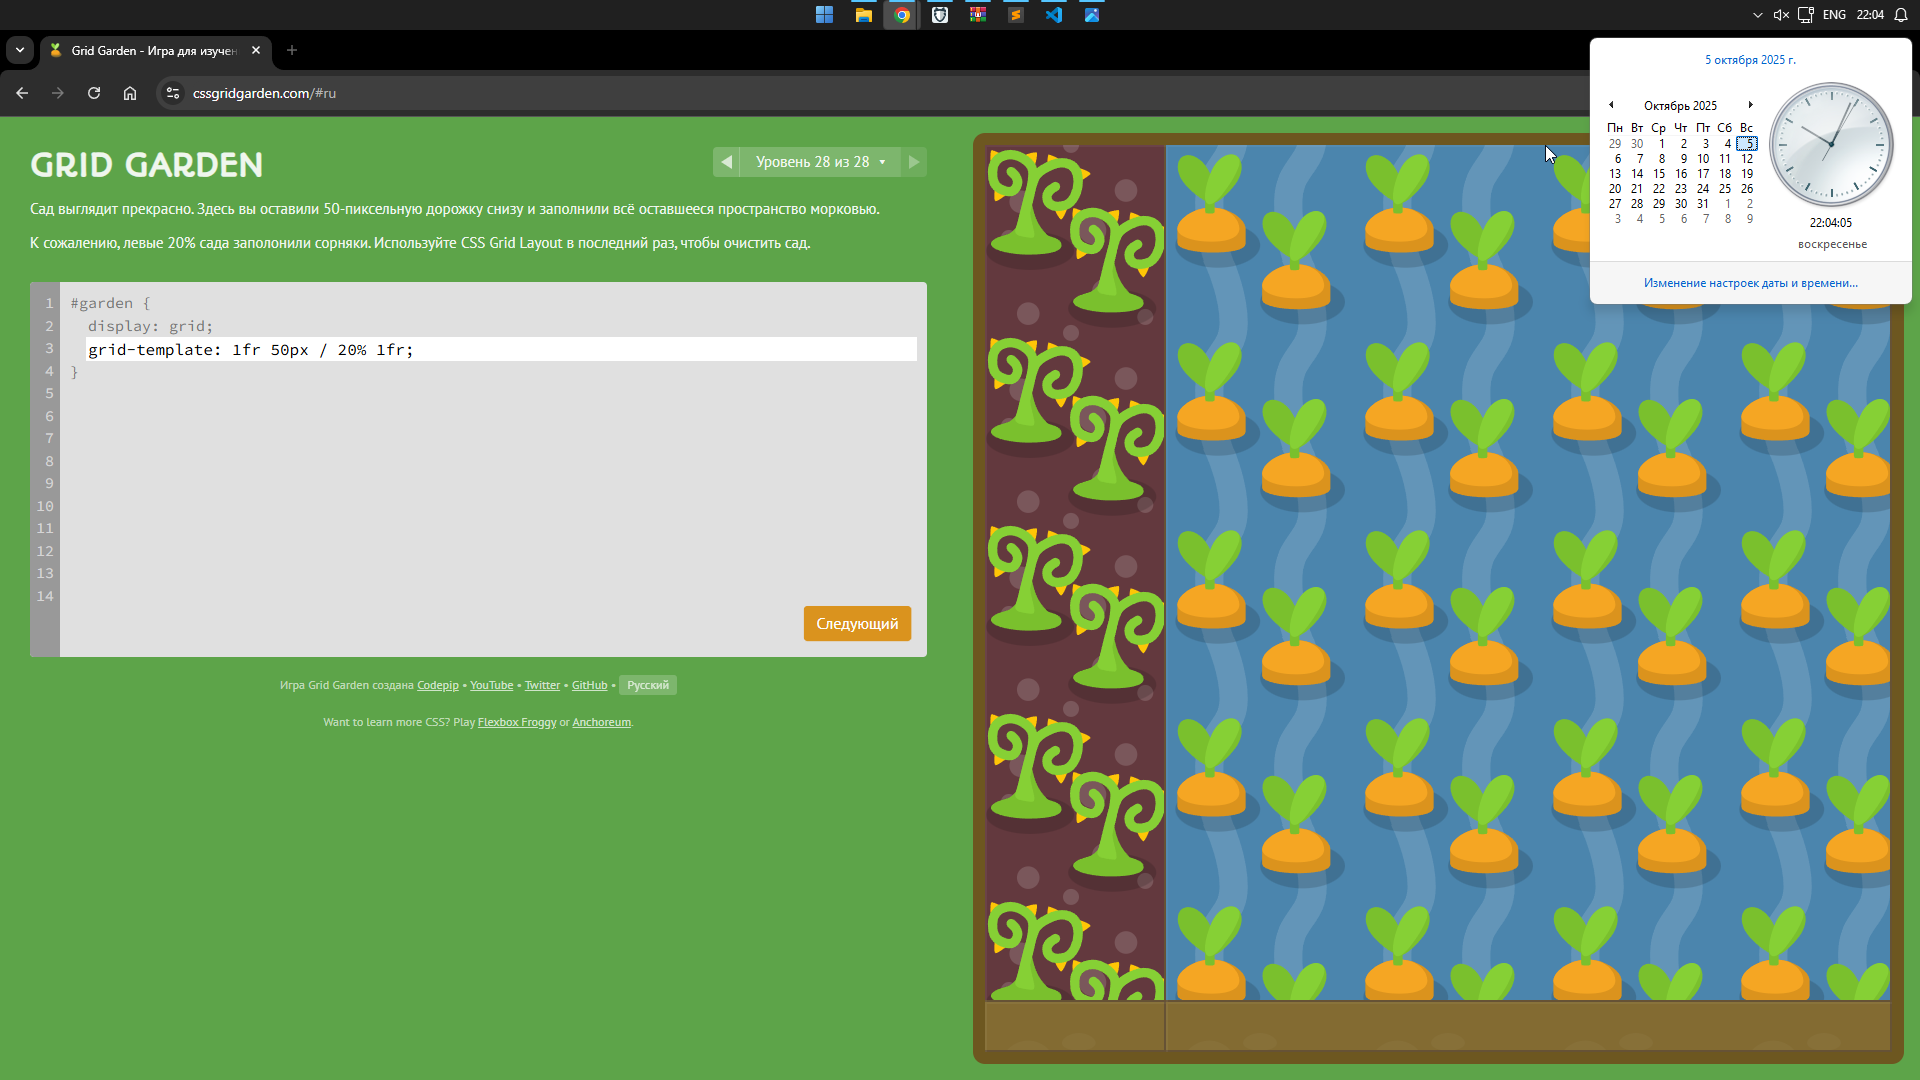 ENG 22:04
Grid Garden - Игра для изучен
cssgridgarden.com/#ru
5 октября 2025 г.
Октябрь 2025
Пн Вт Ср Чт Пт Сб Вс
29 30 1 2 3 4 5
6 7 8 9 10 11 12
13 14 15 16 17 18 19
20 21 22 23 24 25 26
27 28 29 30 31 1 2
3 4 5 6 7 8 9
22:04:05
воскресенье
Изменение настроек даты и времени...
GRID GARDEN
Уровень 28 из 28
Сад выглядит прекрасно. Здесь вы оставили 50-пиксельную дорожку снизу и заполнили всё оставшееся пространство морковью.
К сожалению, левые 20% сада заполонили сорняки. Используйте CSS Grid Layout в последний раз, чтобы очистить сад.
1 #garden {
2 display: grid;
3 grid-template: 1fr 50px / 20% 1fr;
4 }
5
6
7
8
9
10
11
12
13
14
Следующий
Игра Grid Garden создана Codepip • YouTube • Twitter • GitHub • Русский
Want to learn more CSS? Play Flexbox Froggy or Anchoreum.